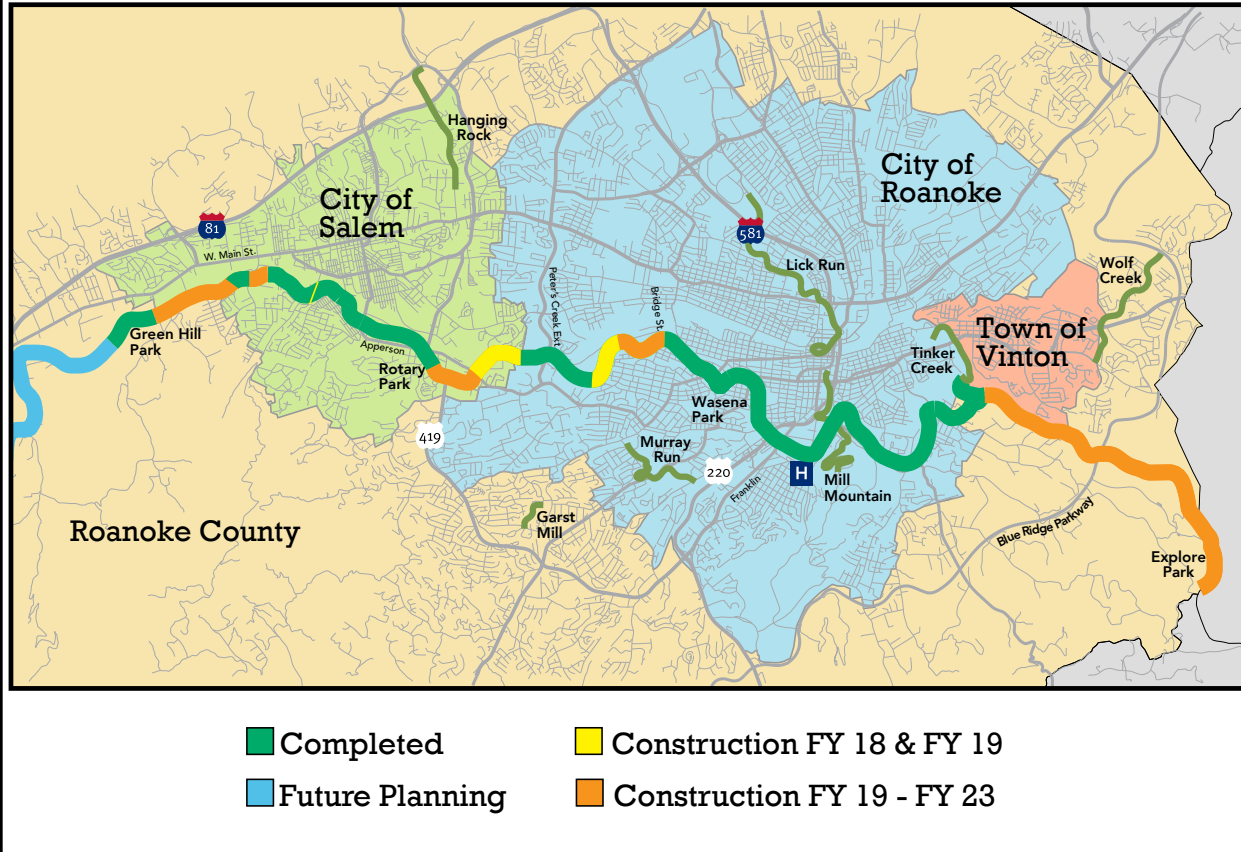 Hanging
Rock
City of
Salem
City of
Roanoke
81
W. Main St.
581
Lick Run
Wolf
Creek
Peter's Creek Ext
Bridge St.
Green Hill
Park
Apperson
Rotary
Park
Tinker
Creek
Town of
Vinton
Wasena
Park
419
Murray
Run
220
Franklin
H
Mill
Mountain
Garst
Mill
Roanoke County
Blue Ridge Parkway
Explore
Park
Completed
Construction FY 18 & FY 19
Future Planning
Construction FY 19 - FY 23